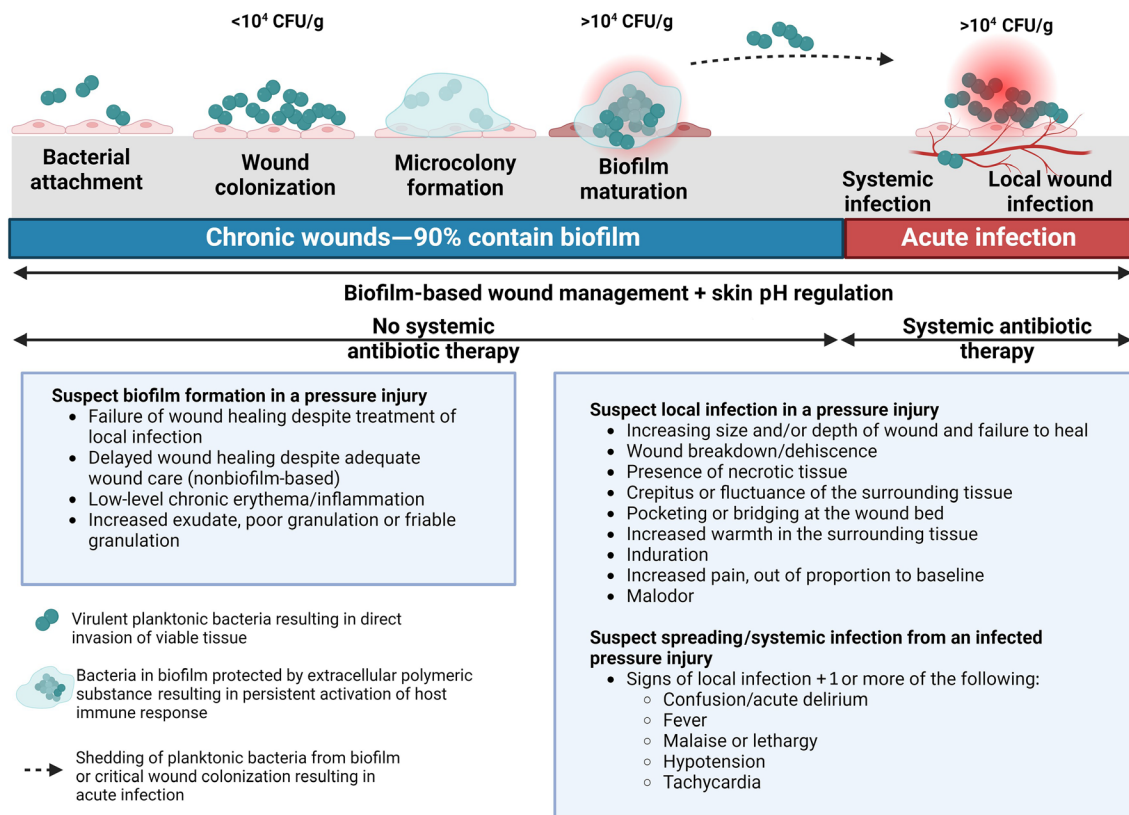 <10⁴ CFU/g
>10⁴ CFU/g
>10⁴ CFU/g
Bacterial
attachment
Wound
colonization
Microcolony
formation
Biofilm
maturation
Systemic
infection
Local wound
infection
Chronic wounds—90% contain biofilm
Acute infection
Biofilm-based wound management + skin pH regulation
No systemic
antibiotic therapy
Systemic antibiotic
therapy
Suspect biofilm formation in a pressure injury
• Failure of wound healing despite treatment of
local infection
• Delayed wound healing despite adequate
wound care (nonbiofilm-based)
• Low-level chronic erythema/inflammation
• Increased exudate, poor granulation or friable
granulation
Virulent planktonic bacteria resulting in direct
invasion of viable tissue
Bacteria in biofilm protected by extracellular polymeric
substance resulting in persistent activation of host
immune response
Shedding of planktonic bacteria from biofilm
or critical wound colonization resulting in
acute infection
Suspect local infection in a pressure injury
• Increasing size and/or depth of wound and failure to heal
• Wound breakdown/dehiscence
• Presence of necrotic tissue
• Crepitus or fluctuance of the surrounding tissue
• Pocketing or bridging at the wound bed
• Increased warmth in the surrounding tissue
• Induration
• Increased pain, out of proportion to baseline
• Malodor
Suspect spreading/systemic infection from an infected
pressure injury
• Signs of local infection +1 or more of the following:
○ Confusion/acute delirium
○ Fever
○ Malaise or lethargy
○ Hypotension
○ Tachycardia